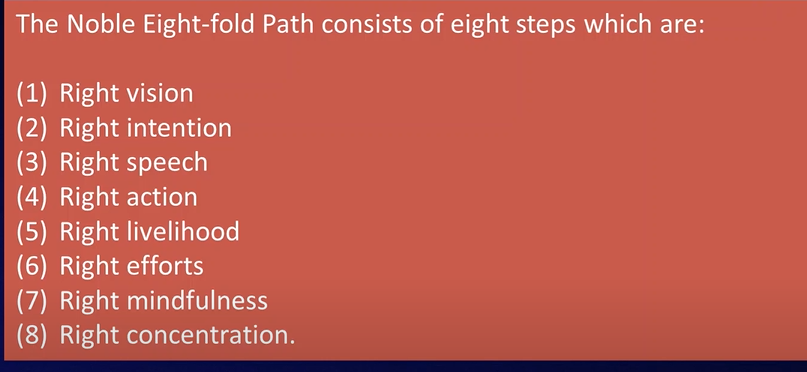 The Noble Eight-fold Path consists of eight steps which are:
(1) Right vision
(2) Right intention
(3) Right speech
(4) Right action
(5) Right livelihood
(6) Right efforts
(7) Right mindfulness
(8) Right concentration.